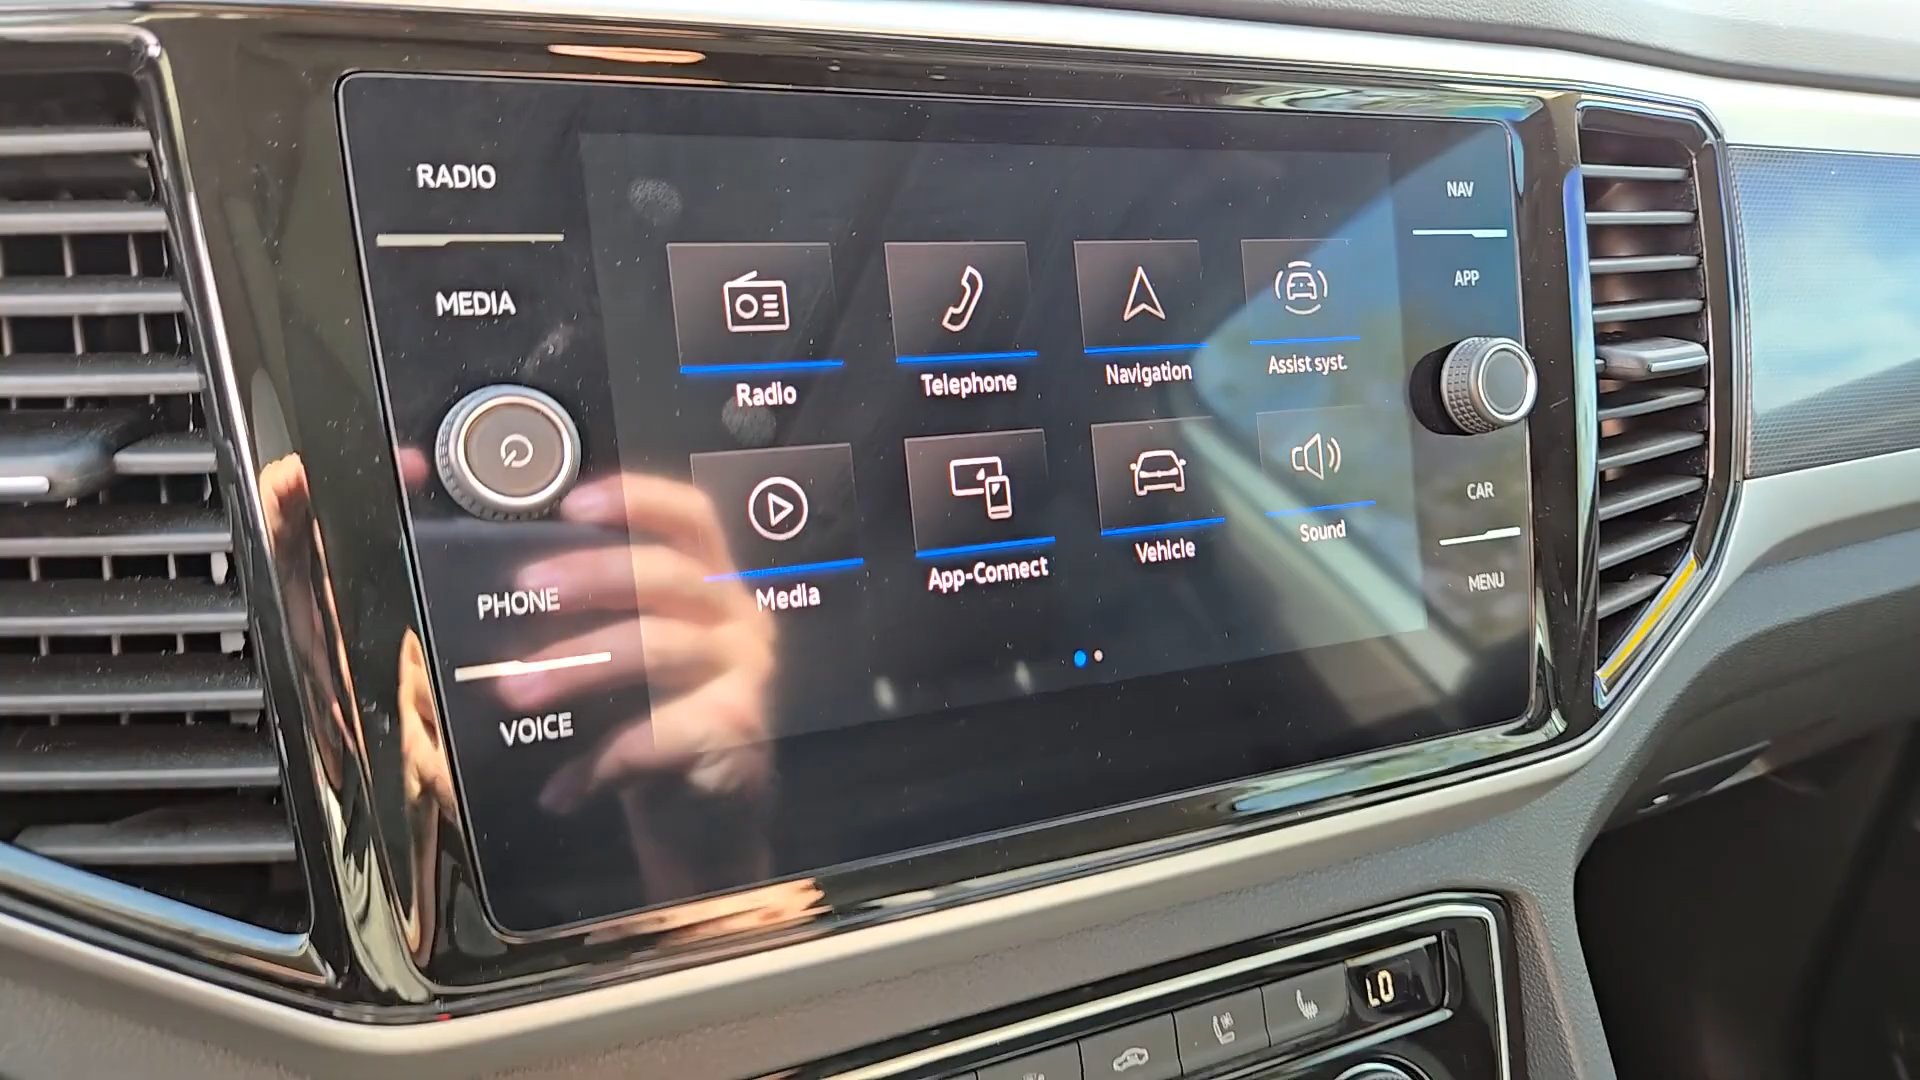 RADIO
MEDIA
PHONE
VOICE
Radio
Telephone
Navigation
Assist syst.
Media
App-Connect
Vehicle
Sound
NAV
APP
CAR
MENU
LO